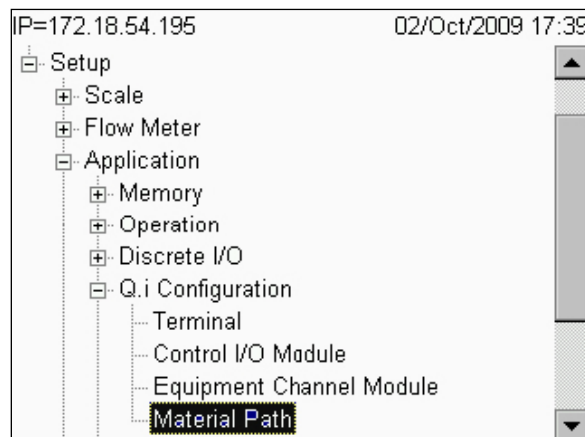 IP=172.18.54.195 02/Oct/2009 17:39
Setup
Scale
Flow Meter
Application
Memory
Operation
Discrete I/O
Q.i Configuration
Terminal
Control I/O Module
Equipment Channel Module
Material Path